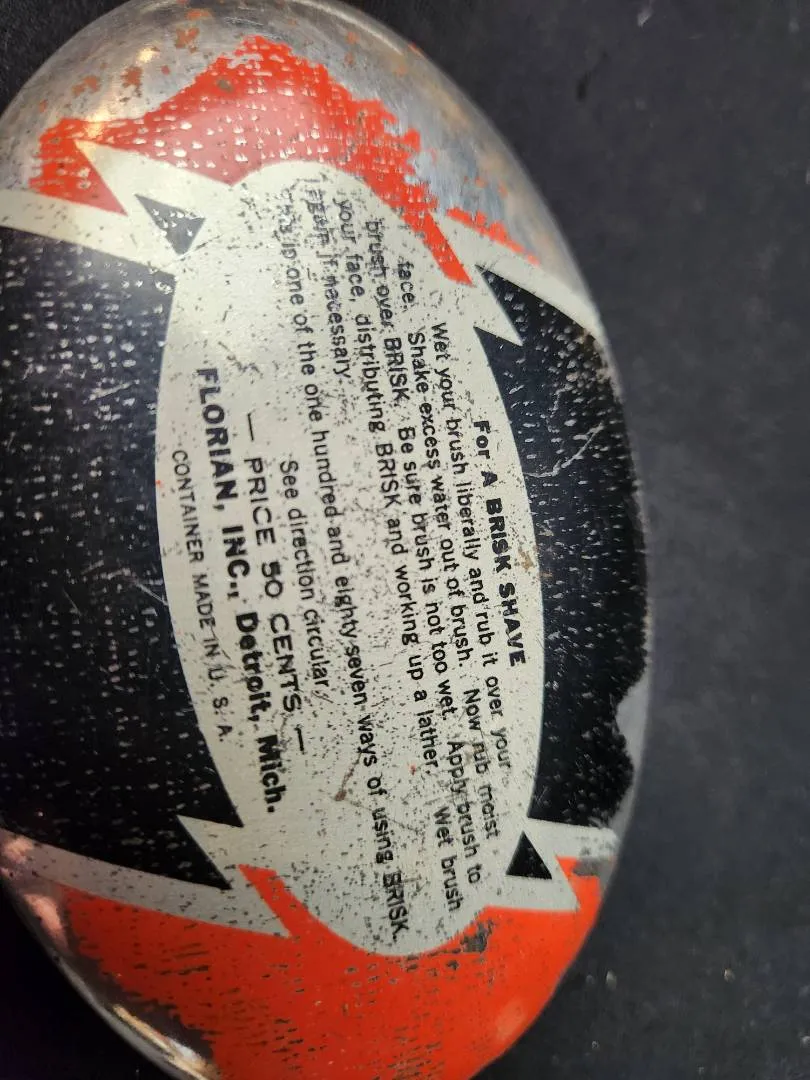 For A BRISK SHAVE
Wet your brush liberally and rub it over your
face. Shake excess water out of brush. Now rub moist
brush over BRISK. Be sure brush is not too wet. Apply brush to
your face, distributing BRISK and working up a lather. Wet brush
again if necessary.
This is one of the one hundred and eighty-seven ways of using BRISK.
See direction circular.
— PRICE 50 CENTS —
FLORIAN, INC., Detroit, Mich.
CONTAINER MADE IN U. S. A.